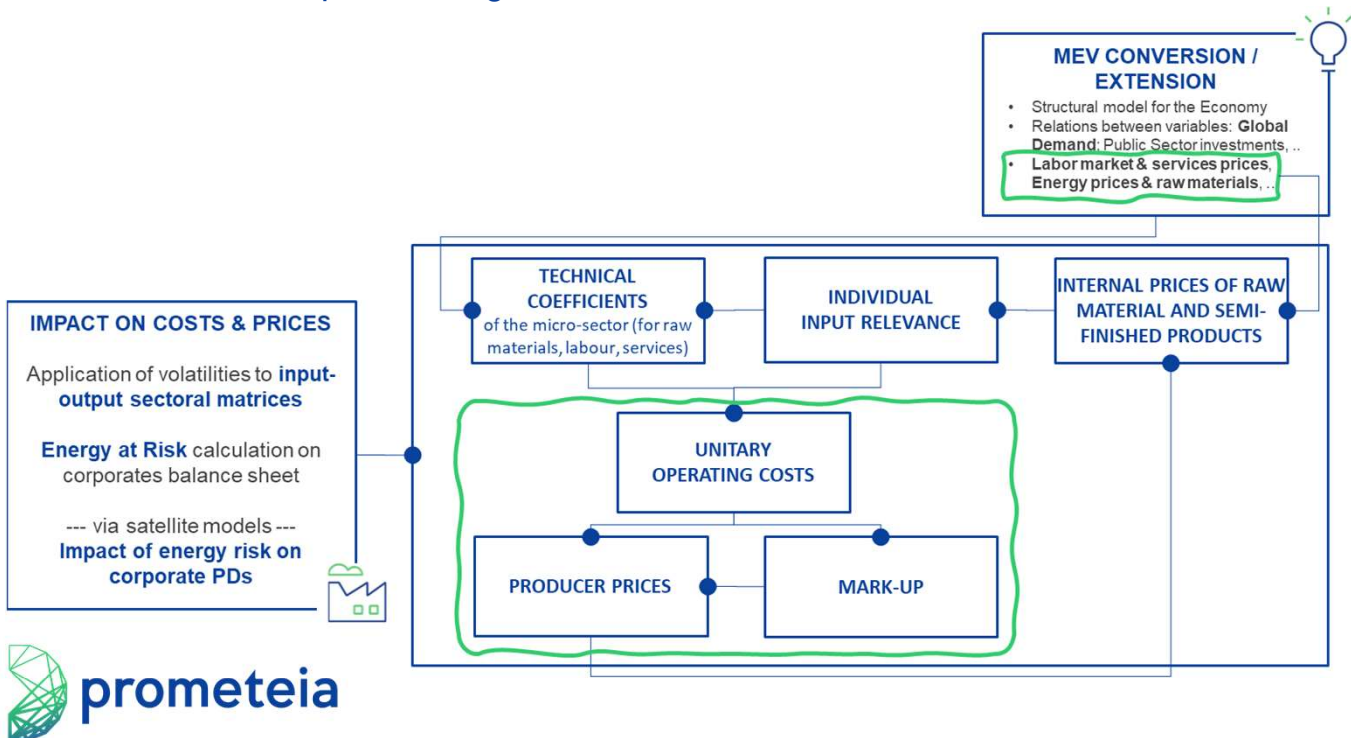 MEV CONVERSION /
EXTENSION
• Structural model for the Economy
• Relations between variables: Global
Demand; Public Sector investments, ..
• Labor market & services prices,
Energy prices & raw materials, ..
IMPACT ON COSTS & PRICES
Application of volatilities to input-
output sectoral matrices
Energy at Risk calculation on
corporates balance sheet
--- via satellite models ---
Impact of energy risk on
corporate PDs
TECHNICAL
COEFFICIENTS
of the micro-sector (for raw
materials, labour, services)
INDIVIDUAL
INPUT RELEVANCE
INTERNAL PRICES OF RAW
MATERIAL AND SEMI-
FINISHED PRODUCTS
UNITARY
OPERATING COSTS
PRODUCER PRICES
MARK-UP
prometeia